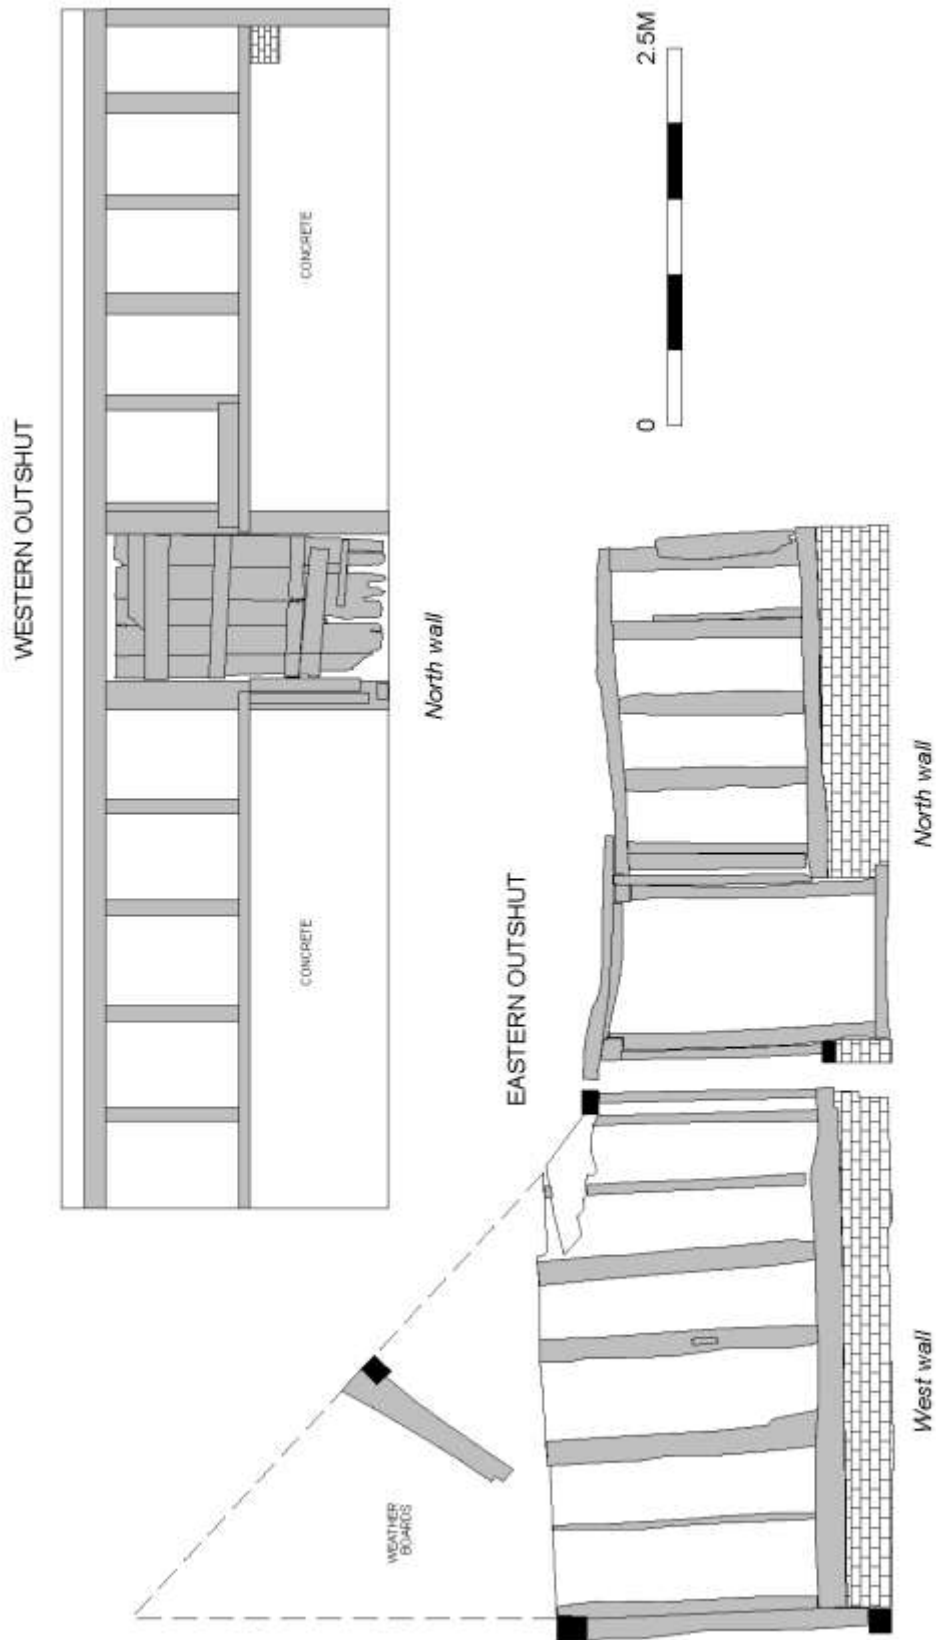 WESTERN OUTSHUT
CONCRETE
CONCRETE
North wall
0
2.5M
EASTERN OUTSHUT
WEATHER
BOARDS
West wall
North wall